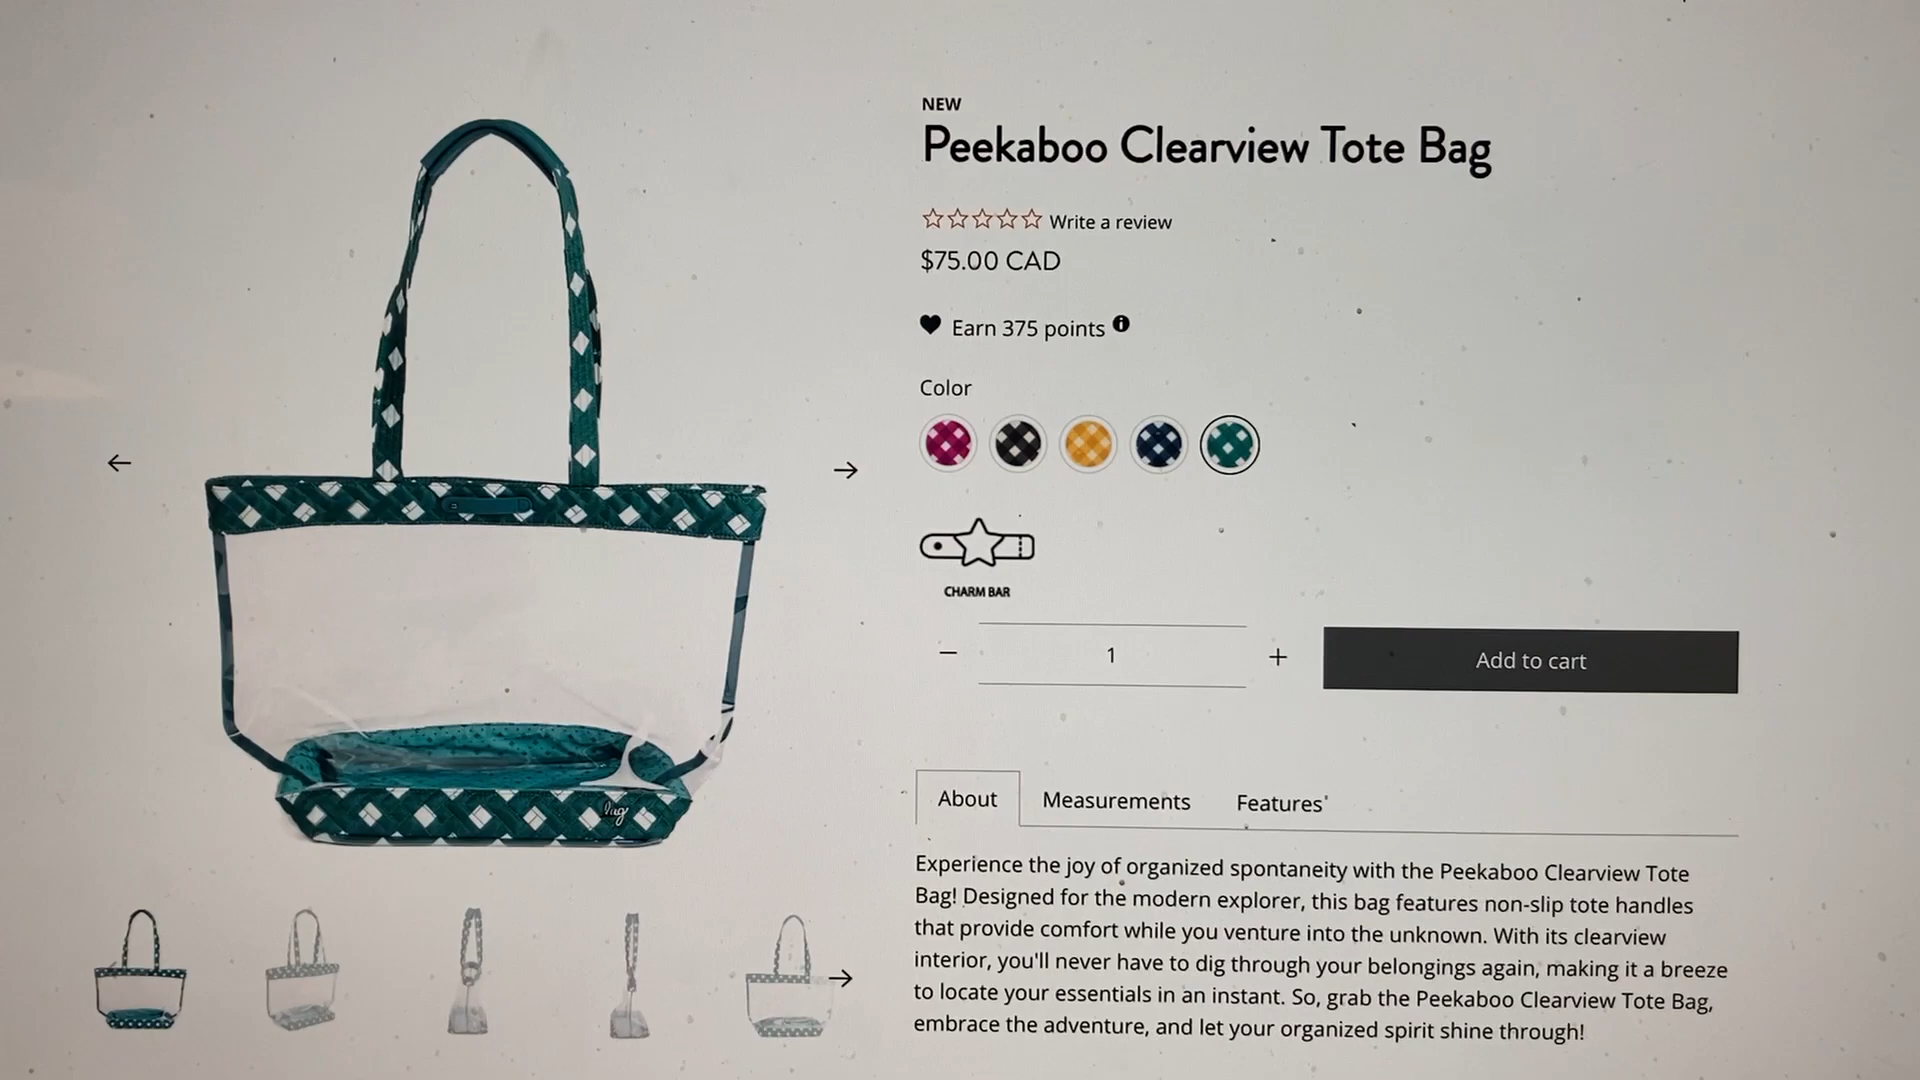 NEW
Peekaboo Clearview Tote Bag
Write a review
$75.00 CAD
Earn 375 points
Color
CHARM BAR
1
Add to cart
About
Measurements
Features
lug
Experience the joy of organized spontaneity with the Peekaboo Clearview Tote
Bag! Designed for the modern explorer, this bag features non-slip tote handles
that provide comfort while you venture into the unknown. With its clearview
interior, you'll never have to dig through your belongings again, making it a breeze
to locate your essentials in an instant. So, grab the Peekaboo Clearview Tote Bag,
embrace the adventure, and let your organized spirit shine through!